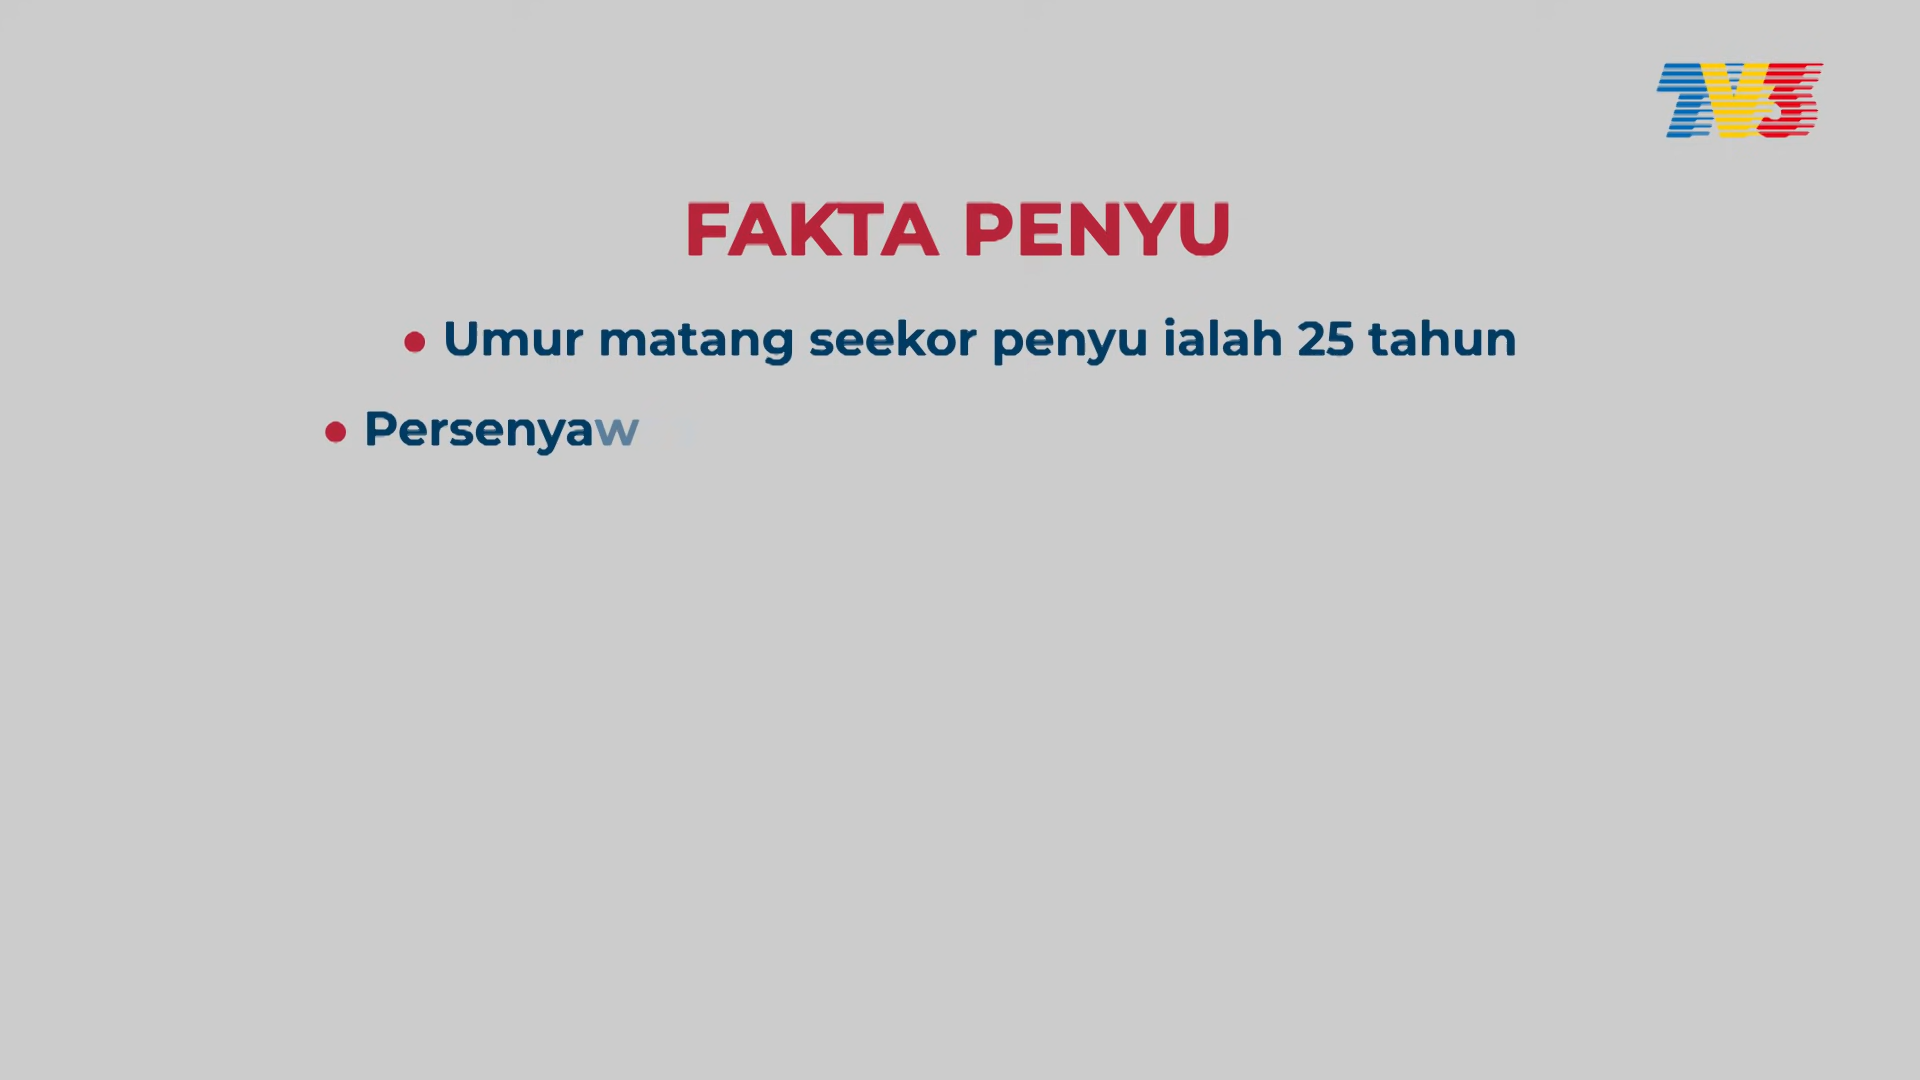 TV3
FAKTA PENYU
• Umur matang seekor penyu ialah 25 tahun
• Persenyaw